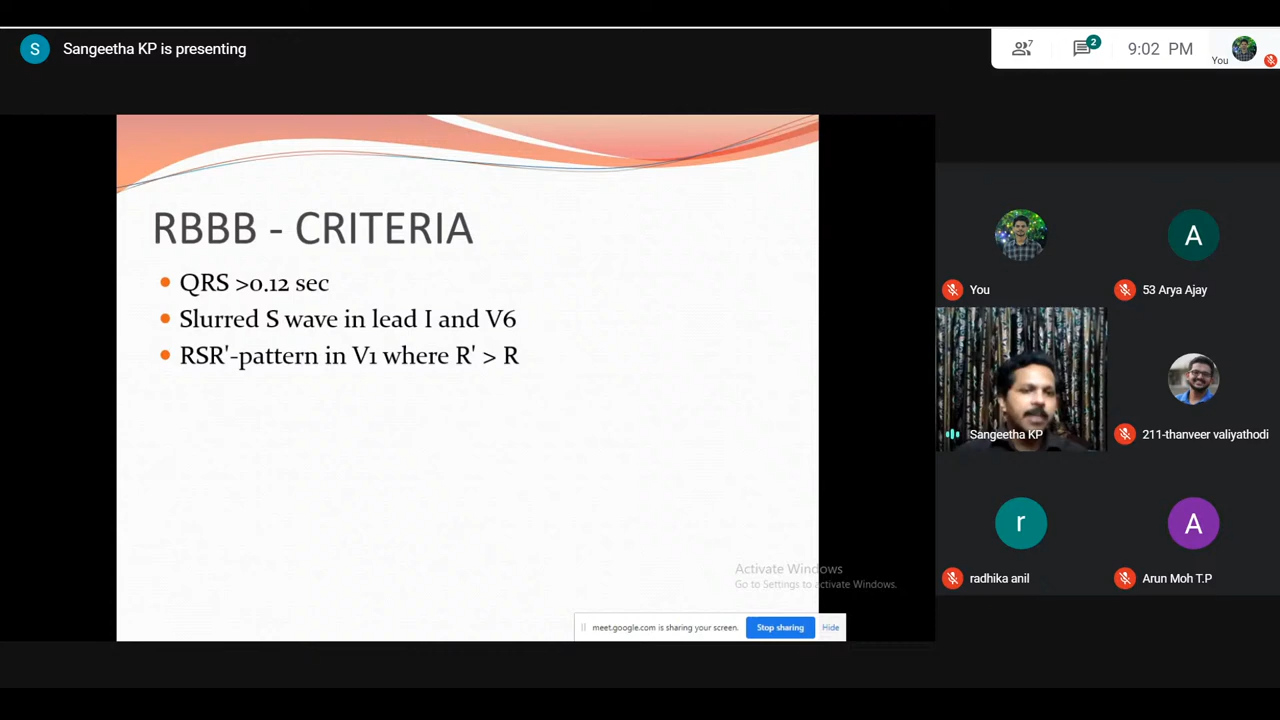 S Sangeetha KP is presenting
7
2
9:02 PM
You
RBBB - CRITERIA
QRS >0.12 sec
Slurred S wave in lead I and V6
RSR'-pattern in V1 where R' > R
A
You
53 Arya Ajay
Sangeetha KP
211-thanveer valiyathodi
r
A
radhika anil
Arun Moh T.P
Activate Windows
Go to Settings to activate Windows.
meet.google.com is sharing your screen.
Stop sharing
Hide